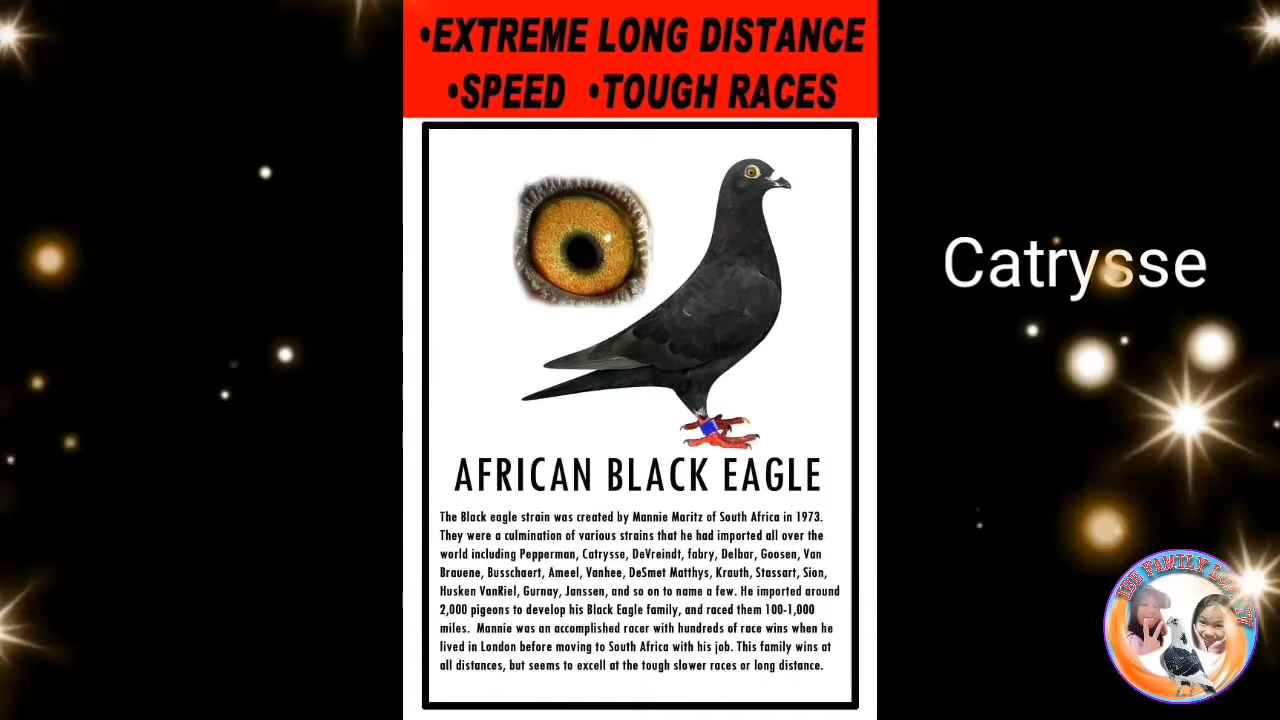 •EXTREME LONG DISTANCE
•SPEED •TOUGH RACES
Catrysse
AFRICAN BLACK EAGLE
The Black eagle strain was created by Mannie Maritz of South Africa in 1973.
They were a culmination of various strains that he had imported all over the
world including Pepperman, Catrysse, DeVreindt, fabry, Delbar, Goosen, Van
Brauene, Busschaert, Ameel, Vanhee, DeSmet Matthys, Krauth, Stassart, Sion,
Husken VanRiel, Gurnay, Janssen, and so on to name a few. He imported around
2,000 pigeons to develop his Black Eagle family, and raced them 100-1,000
miles. Mannie was an accomplished racer with hundreds of race wins when he
lived in London before moving to South Africa with his job. This family wins at
all distances, but seems to excell at the tough slower races or long distance.
FAMILY